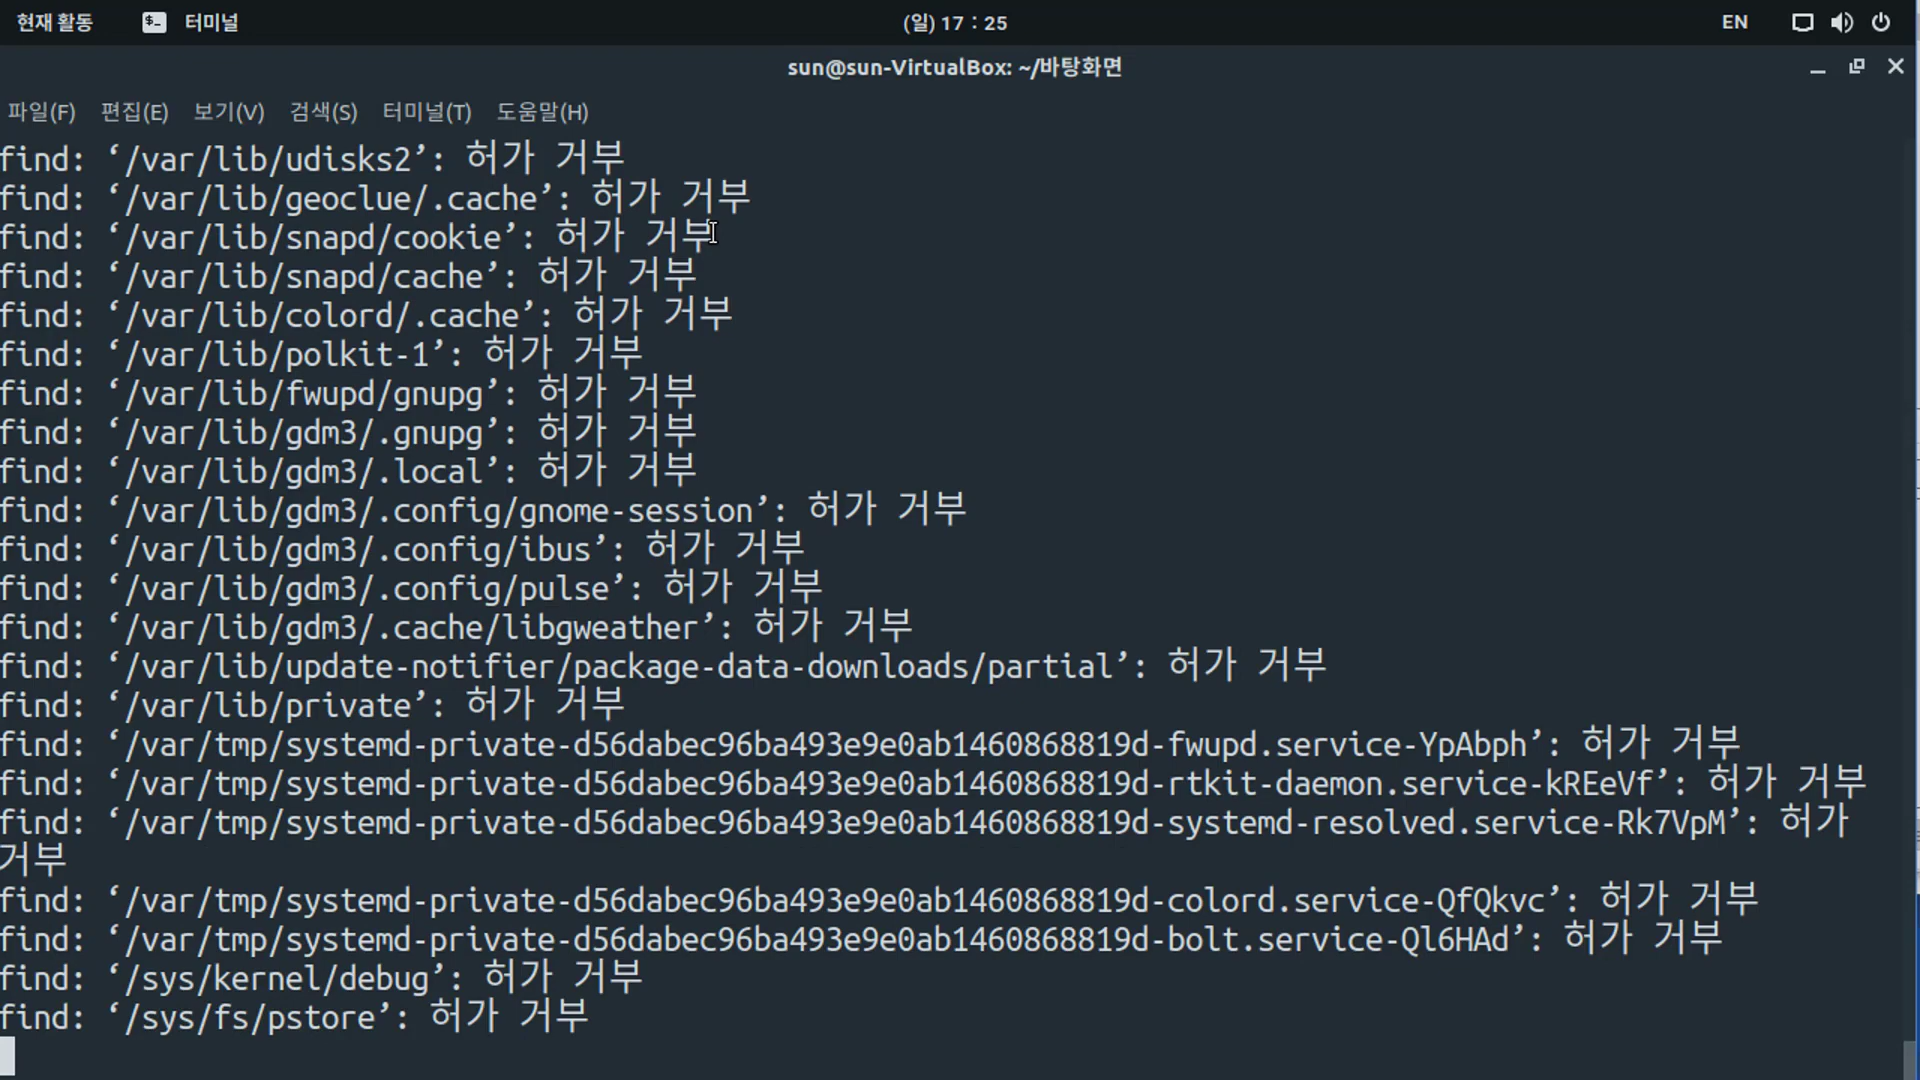 현재 활동 터미널 (일) 17 : 25 EN
sun@sun-VirtualBox: ~/바탕화면
파일(F) 편집(E) 보기(V) 검색(S) 터미널(T) 도움말(H)
find: ‘/var/lib/udisks2’: 허가 거부
find: ‘/var/lib/geoclue/.cache’: 허가 거부
find: ‘/var/lib/snapd/cookie’: 허가 거부
find: ‘/var/lib/snapd/cache’: 허가 거부
find: ‘/var/lib/colord/.cache’: 허가 거부
find: ‘/var/lib/polkit-1’: 허가 거부
find: ‘/var/lib/fwupd/gnupg’: 허가 거부
find: ‘/var/lib/gdm3/.gnupg’: 허가 거부
find: ‘/var/lib/gdm3/.local’: 허가 거부
find: ‘/var/lib/gdm3/.config/gnome-session’: 허가 거부
find: ‘/var/lib/gdm3/.config/ibus’: 허가 거부
find: ‘/var/lib/gdm3/.config/pulse’: 허가 거부
find: ‘/var/lib/gdm3/.cache/libgweather’: 허가 거부
find: ‘/var/lib/update-notifier/package-data-downloads/partial’: 허가 거부
find: ‘/var/lib/private’: 허가 거부
find: ‘/var/tmp/systemd-private-d56dabec96ba493e9e0ab1460868819d-fwupd.service-YpAbph’: 허가 거부
find: ‘/var/tmp/systemd-private-d56dabec96ba493e9e0ab1460868819d-rtkit-daemon.service-kREeVf’: 허가 거부
find: ‘/var/tmp/systemd-private-d56dabec96ba493e9e0ab1460868819d-systemd-resolved.service-Rk7VpM’: 허가
거부
find: ‘/var/tmp/systemd-private-d56dabec96ba493e9e0ab1460868819d-colord.service-QfQkvc’: 허가 거부
find: ‘/var/tmp/systemd-private-d56dabec96ba493e9e0ab1460868819d-bolt.service-Ql6HAd’: 허가 거부
find: ‘/sys/kernel/debug’: 허가 거부
find: ‘/sys/fs/pstore’: 허가 거부